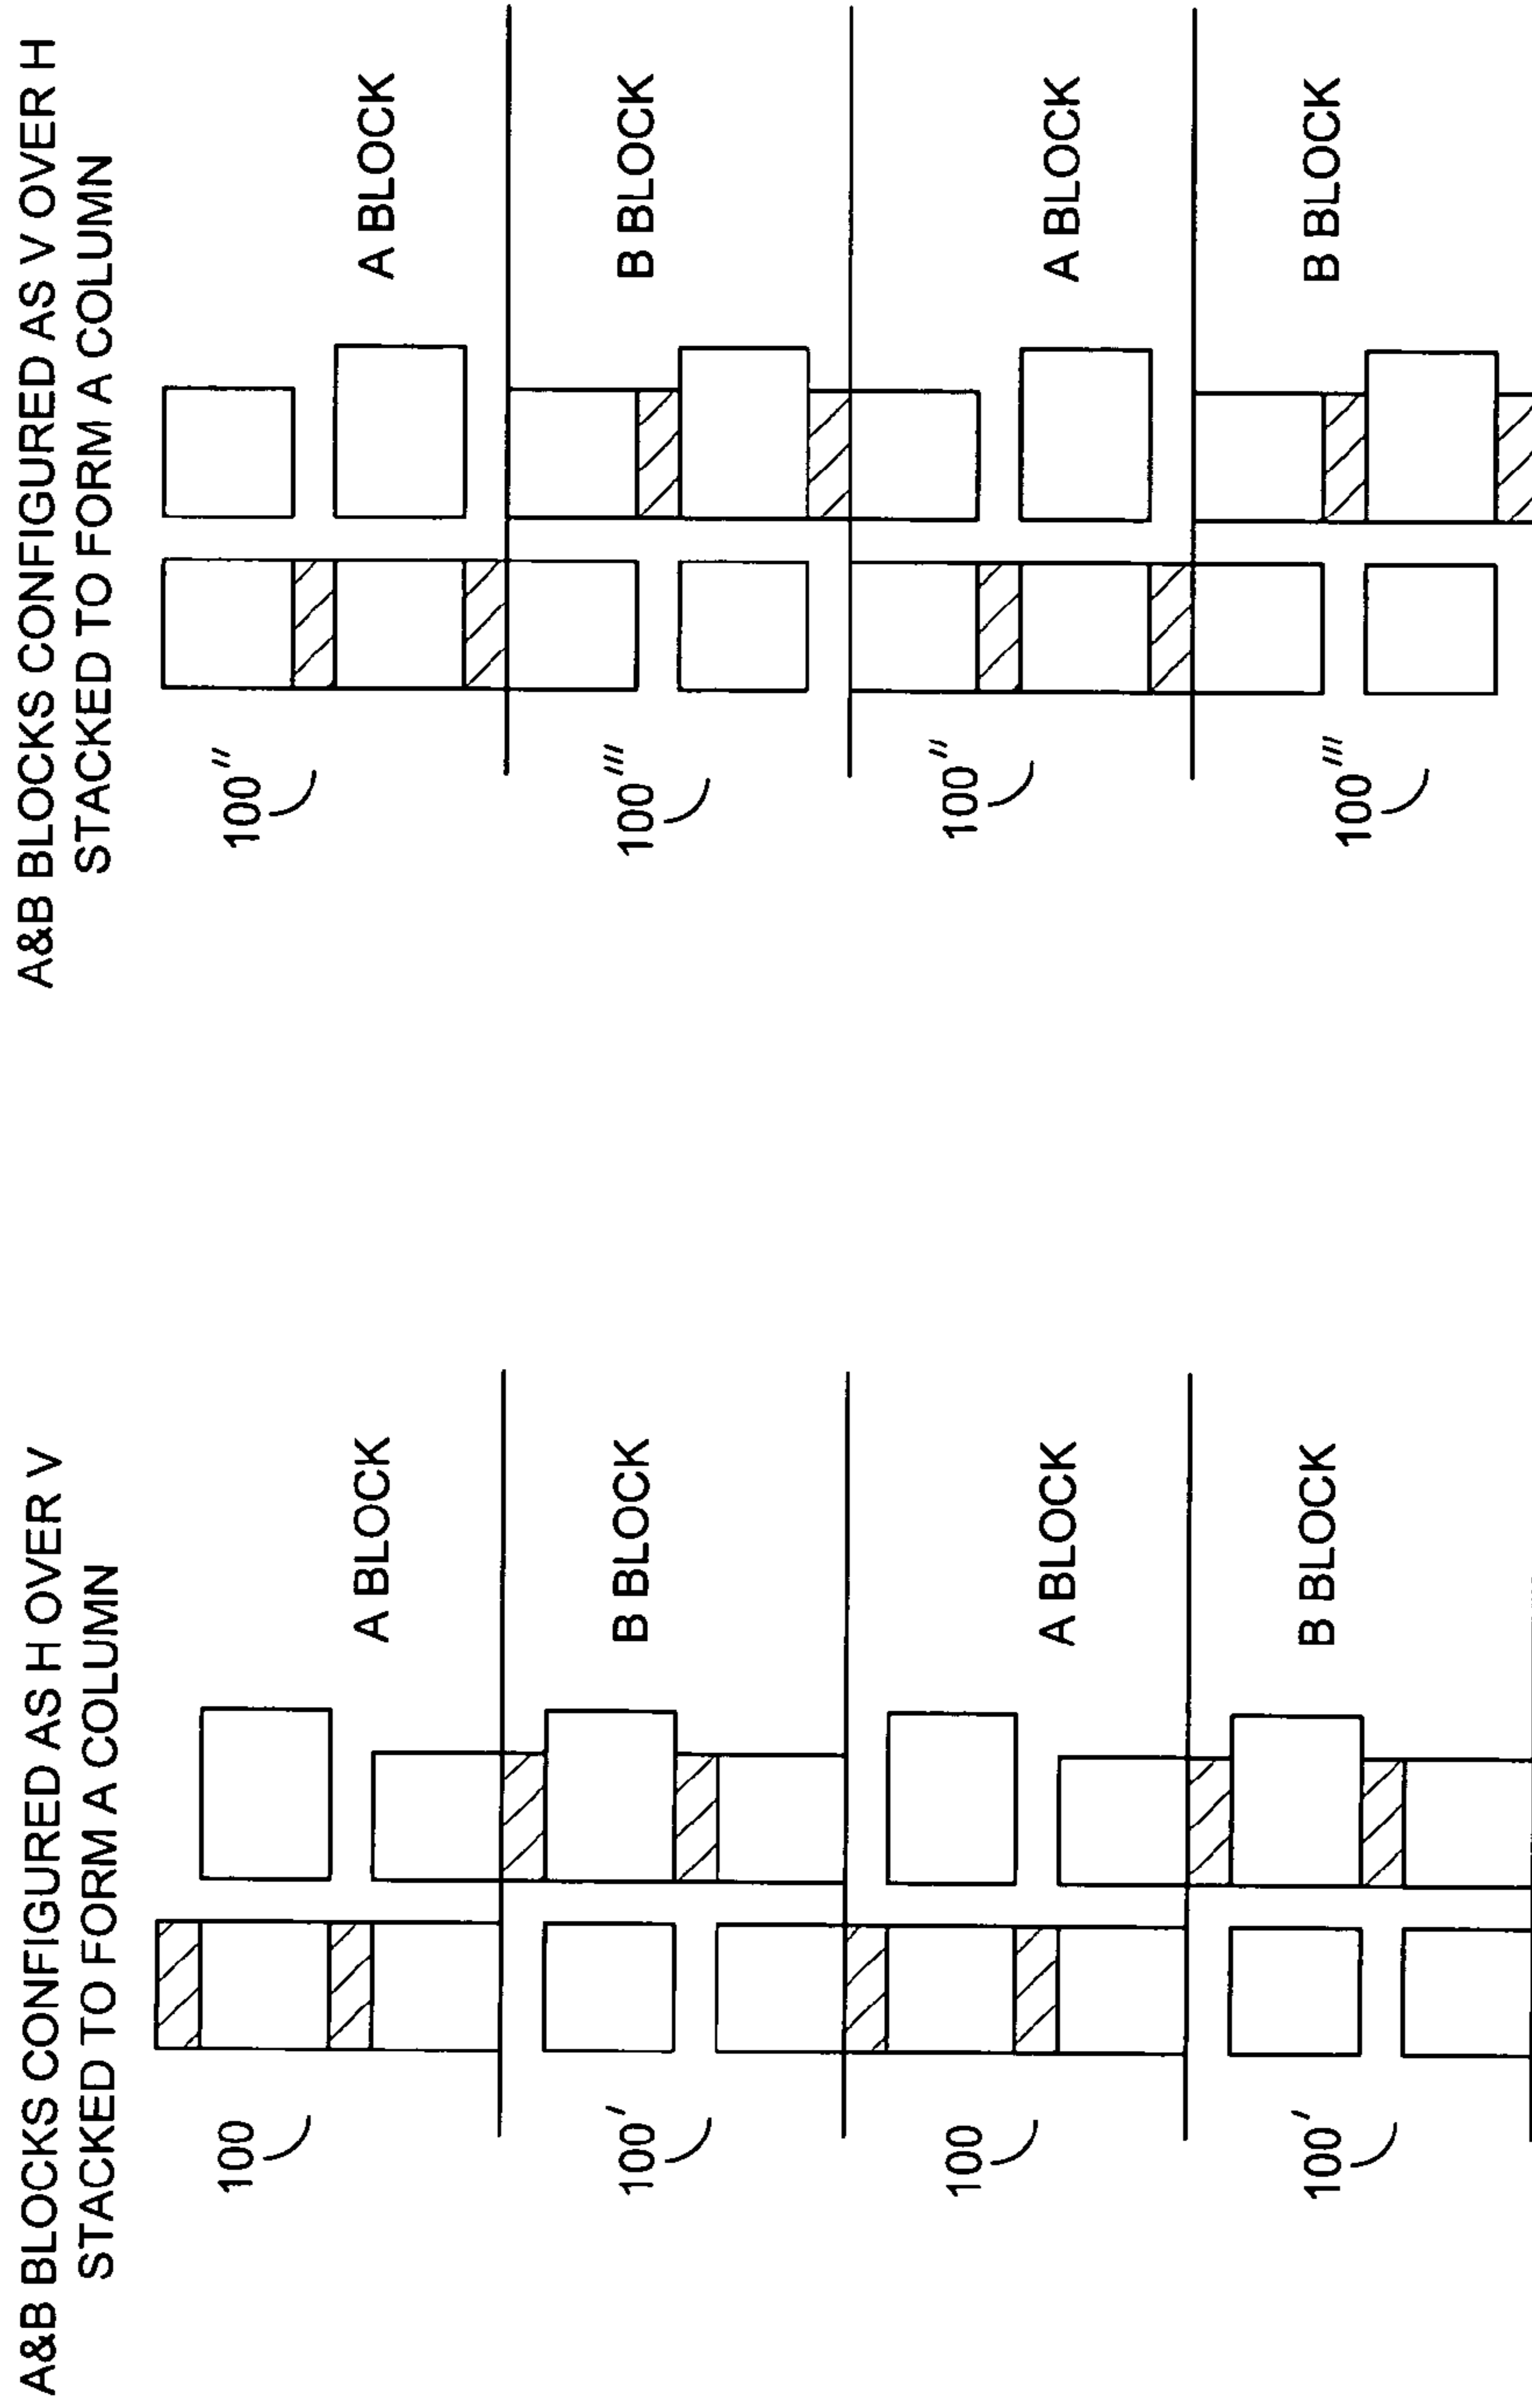 A&B BLOCKS CONFIGURED AS H OVER V
STACKED TO FORM A COLUMN
100
A BLOCK
100'
B BLOCK
100
A BLOCK
100'
B BLOCK
A&B BLOCKS CONFIGURED AS V OVER H
STACKED TO FORM A COLUMN
100''
A BLOCK
100'''
B BLOCK
100''
A BLOCK
100'''
B BLOCK